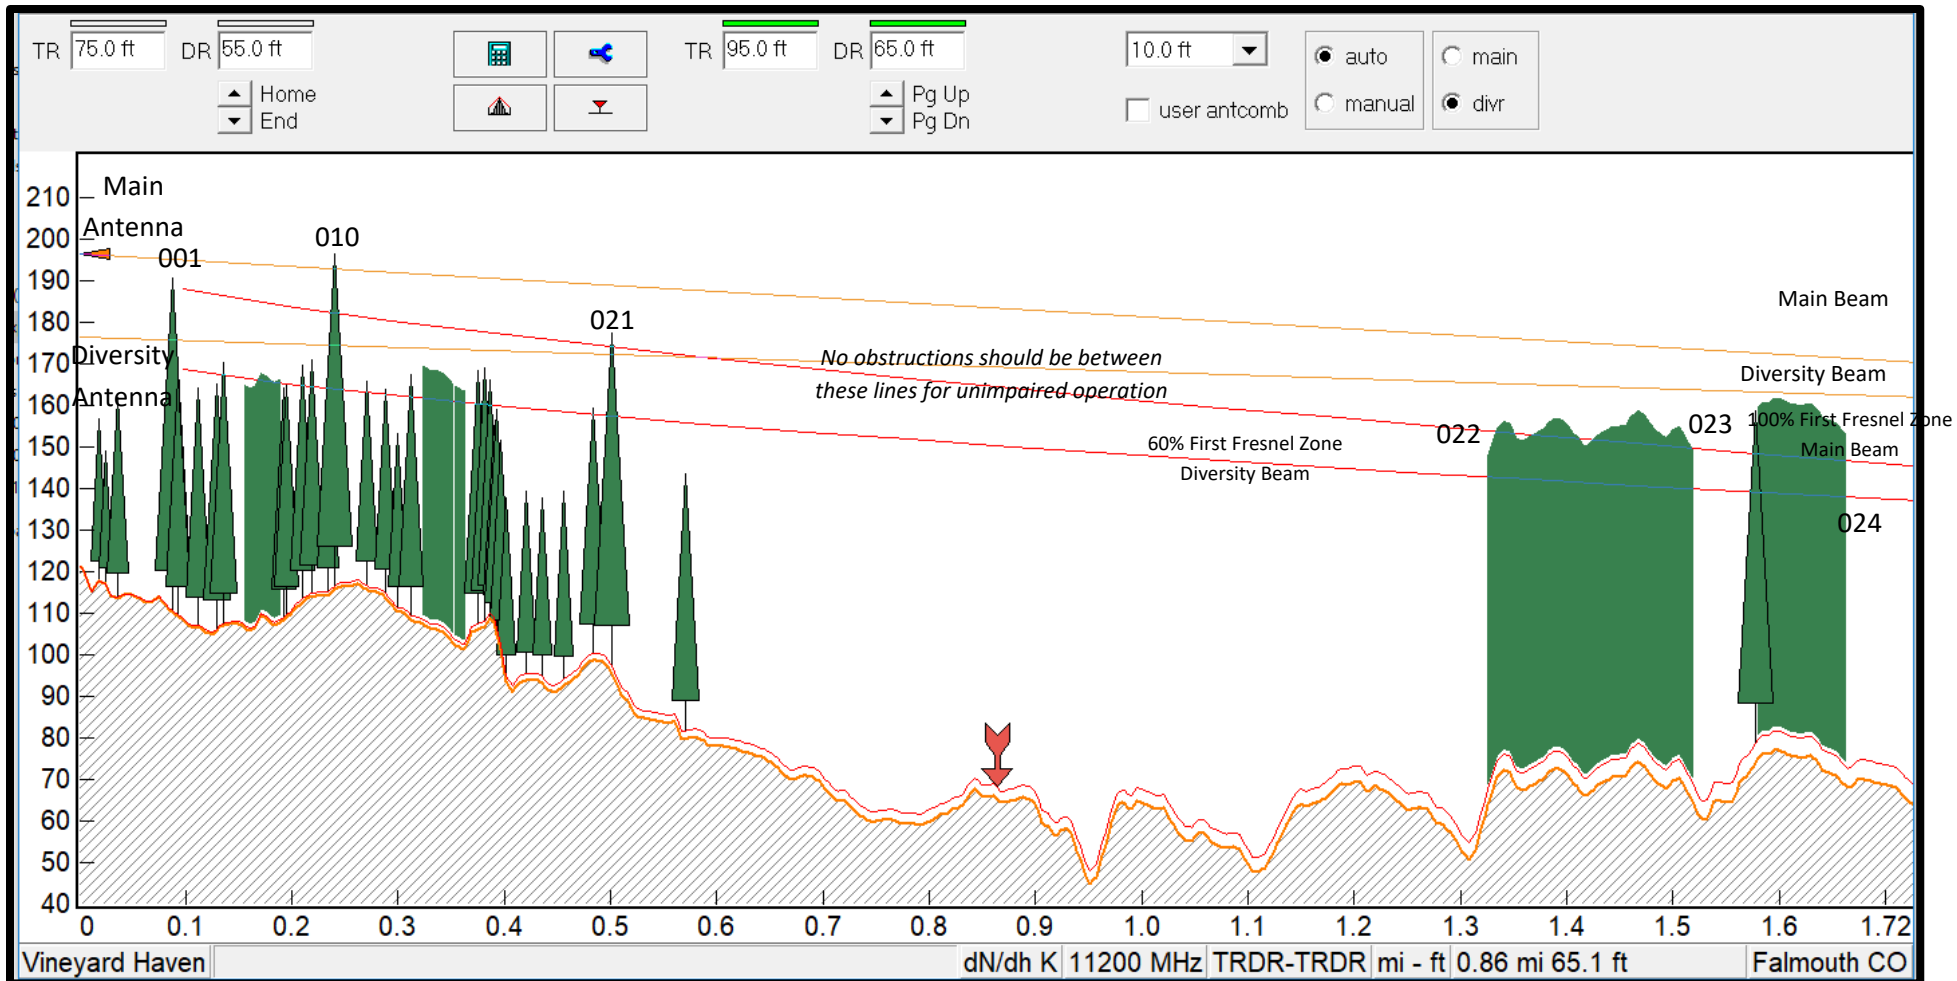 TR 75.0 ft DR 55.0 ft TR 95.0 ft DR 65.0 ft 10.0 ft auto main
Home Pg Up user antcomb manual divr
End Pg Dn
Main
210
Antenna
200
001
010
190
Main Beam
180
021
170
Diversity
No obstructions should be between
Diversity Beam
160
Antenna
these lines for unimpaired operation
022
023
100% First Fresnel Zone
150
60% First Fresnel Zone
Main Beam
Diversity Beam
140
024
130
120
110
100
90
80
70
60
50
40
0 0.1 0.2 0.3 0.4 0.5 0.6 0.7 0.8 0.9 1.0 1.1 1.2 1.3 1.4 1.5 1.6 1.72
Vineyard Haven dN/dh K 11200 MHz TRDR-TRDR mi - ft 0.86 mi 65.1 ft Falmouth CO